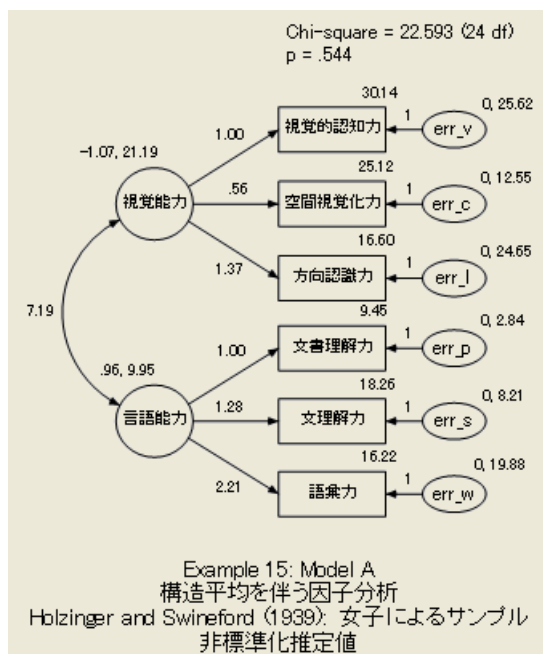 Chi-square = 22.593 (24 df)
p = .544
30.14
0, 25.62
視覚的認知力
1
err_v
1.00
-1.07, 21.19
25.12
0, 12.55
視覚能力
.56
空間視覚化力
1
err_c
16.60
0, 24.65
1.37
方向認識力
1
err_l
7.19
9.45
0, 2.84
1.00
文書理解力
1
err_p
.96, 9.95
18.26
0, 8.21
言語能力
1.28
文理解力
1
err_s
16.22
0, 19.88
2.21
語彙力
1
err_w
Example 15: Model A
構造平均を伴う因子分析
Holzinger and Swineford (1939): 女子によるサンプル
非標準化推定値